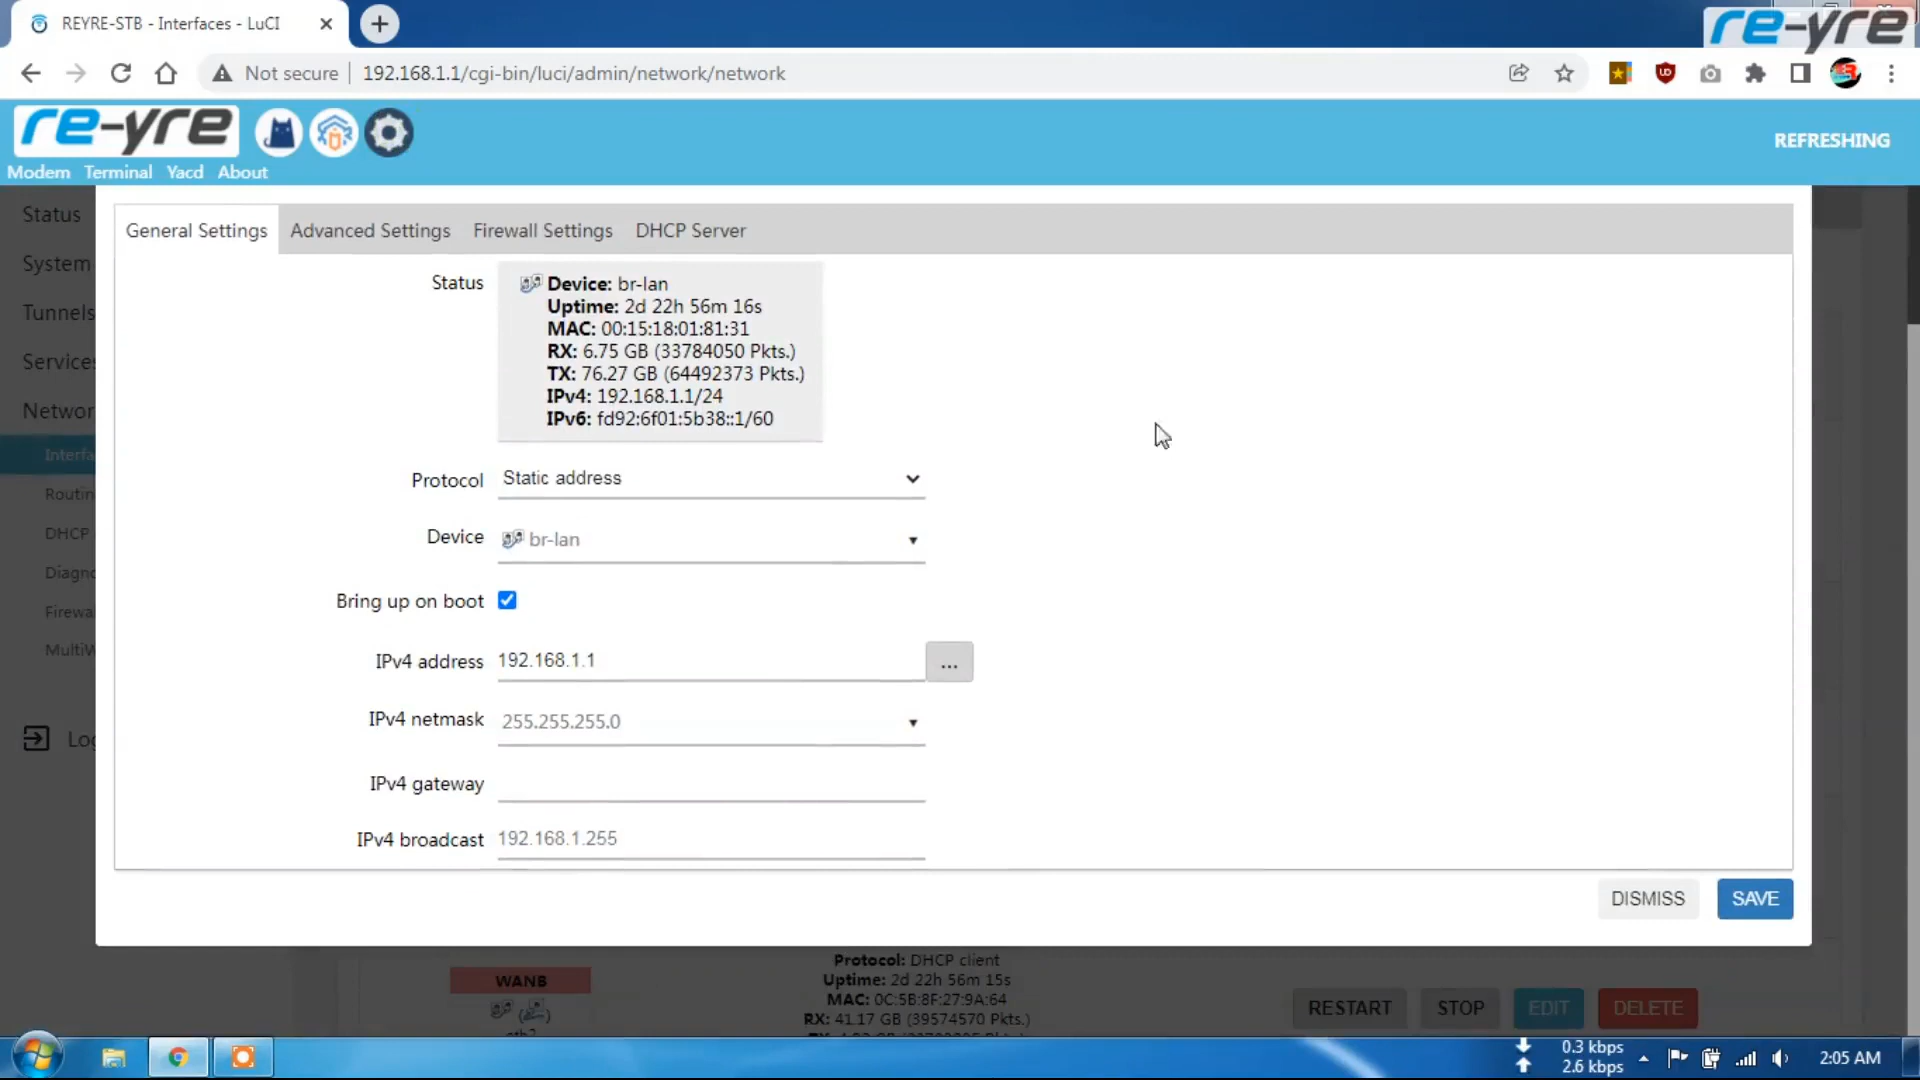 REYRE-STB - Interfaces - LuCI
re-yre
Not secure
192.168.1.1/cgi-bin/luci/admin/network/network
re-yre
REFRESHING
Modem Terminal Yacd About
Status
System
Tunnels
Services
Networ
Interfa
Routin
DHCP
Diagno
Firewa
MultiW
Log
General Settings
Advanced Settings
Firewall Settings
DHCP Server
Status
Device: br-lan
Uptime: 2d 22h 56m 16s
MAC: 00:15:18:01:81:31
RX: 6.75 GB (33784050 Pkts.)
TX: 76.27 GB (64492373 Pkts.)
IPv4: 192.168.1.1/24
IPv6: fd92:6f01:5b38::1/60
Protocol
Static address
Device
br-lan
Bring up on boot
IPv4 address
192.168.1.1
...
IPv4 netmask
255.255.255.0
IPv4 gateway
IPv4 broadcast
192.168.1.255
DISMISS
SAVE
WANB
Protocol: DHCP client
Uptime: 2d 22h 56m 15s
MAC: 0C:5B:8F:27:9A:64
RX: 41.17 GB (39574570 Pkts.)
RESTART
STOP
EDIT
DELETE
0.3 kbps
2.6 kbps
2:05 AM